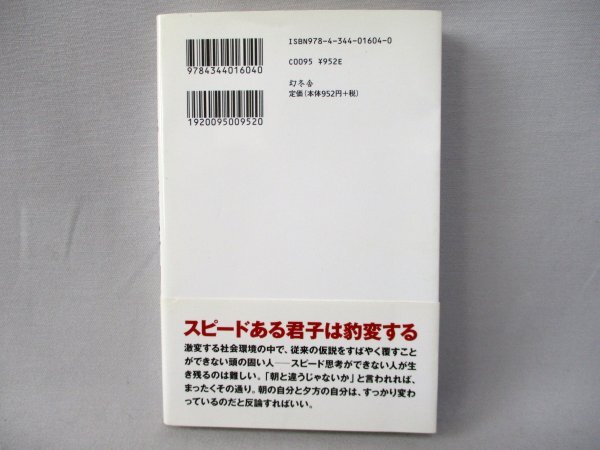 ISBN978-4-344-01604-0
C0095 ¥952E
幻冬舎
定価(本体952円+税)
9784344016040
1920095009520
スピードある君子は豹変する
激変する社会環境の中で、従来の仮説をすばやく覆すこと
ができない頭の固い人――スピード思考ができない人が生
き残るのは難しい。「朝と違うじゃないか」と言われれば、
まったくその通り。朝の自分と夕方の自分は、すっかり変わ
っているのだと反論すればいい。